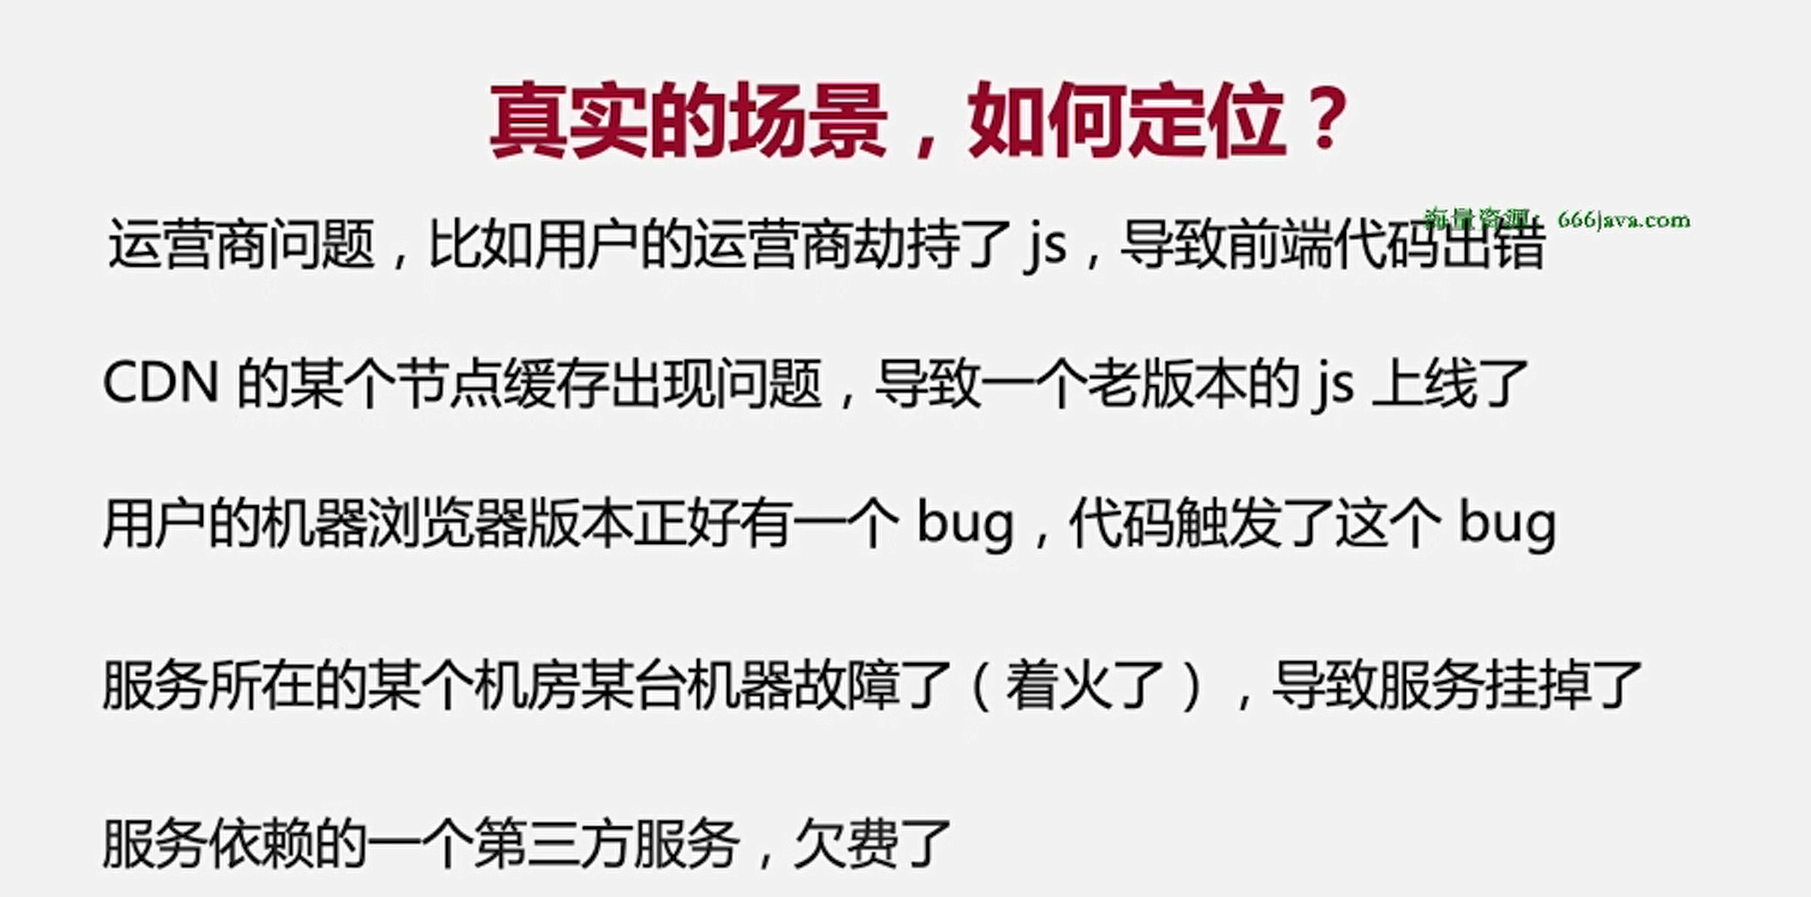 真实的场景，如何定位？
海量资源：666java.com
运营商问题，比如用户的运营商劫持了 js，导致前端代码出错
CDN 的某个节点缓存出现问题，导致一个老版本的 js 上线了
用户的机器浏览器版本正好有一个 bug，代码触发了这个 bug
服务所在的某个机房某台机器故障了（着火了），导致服务挂掉了
服务依赖的一个第三方服务，欠费了